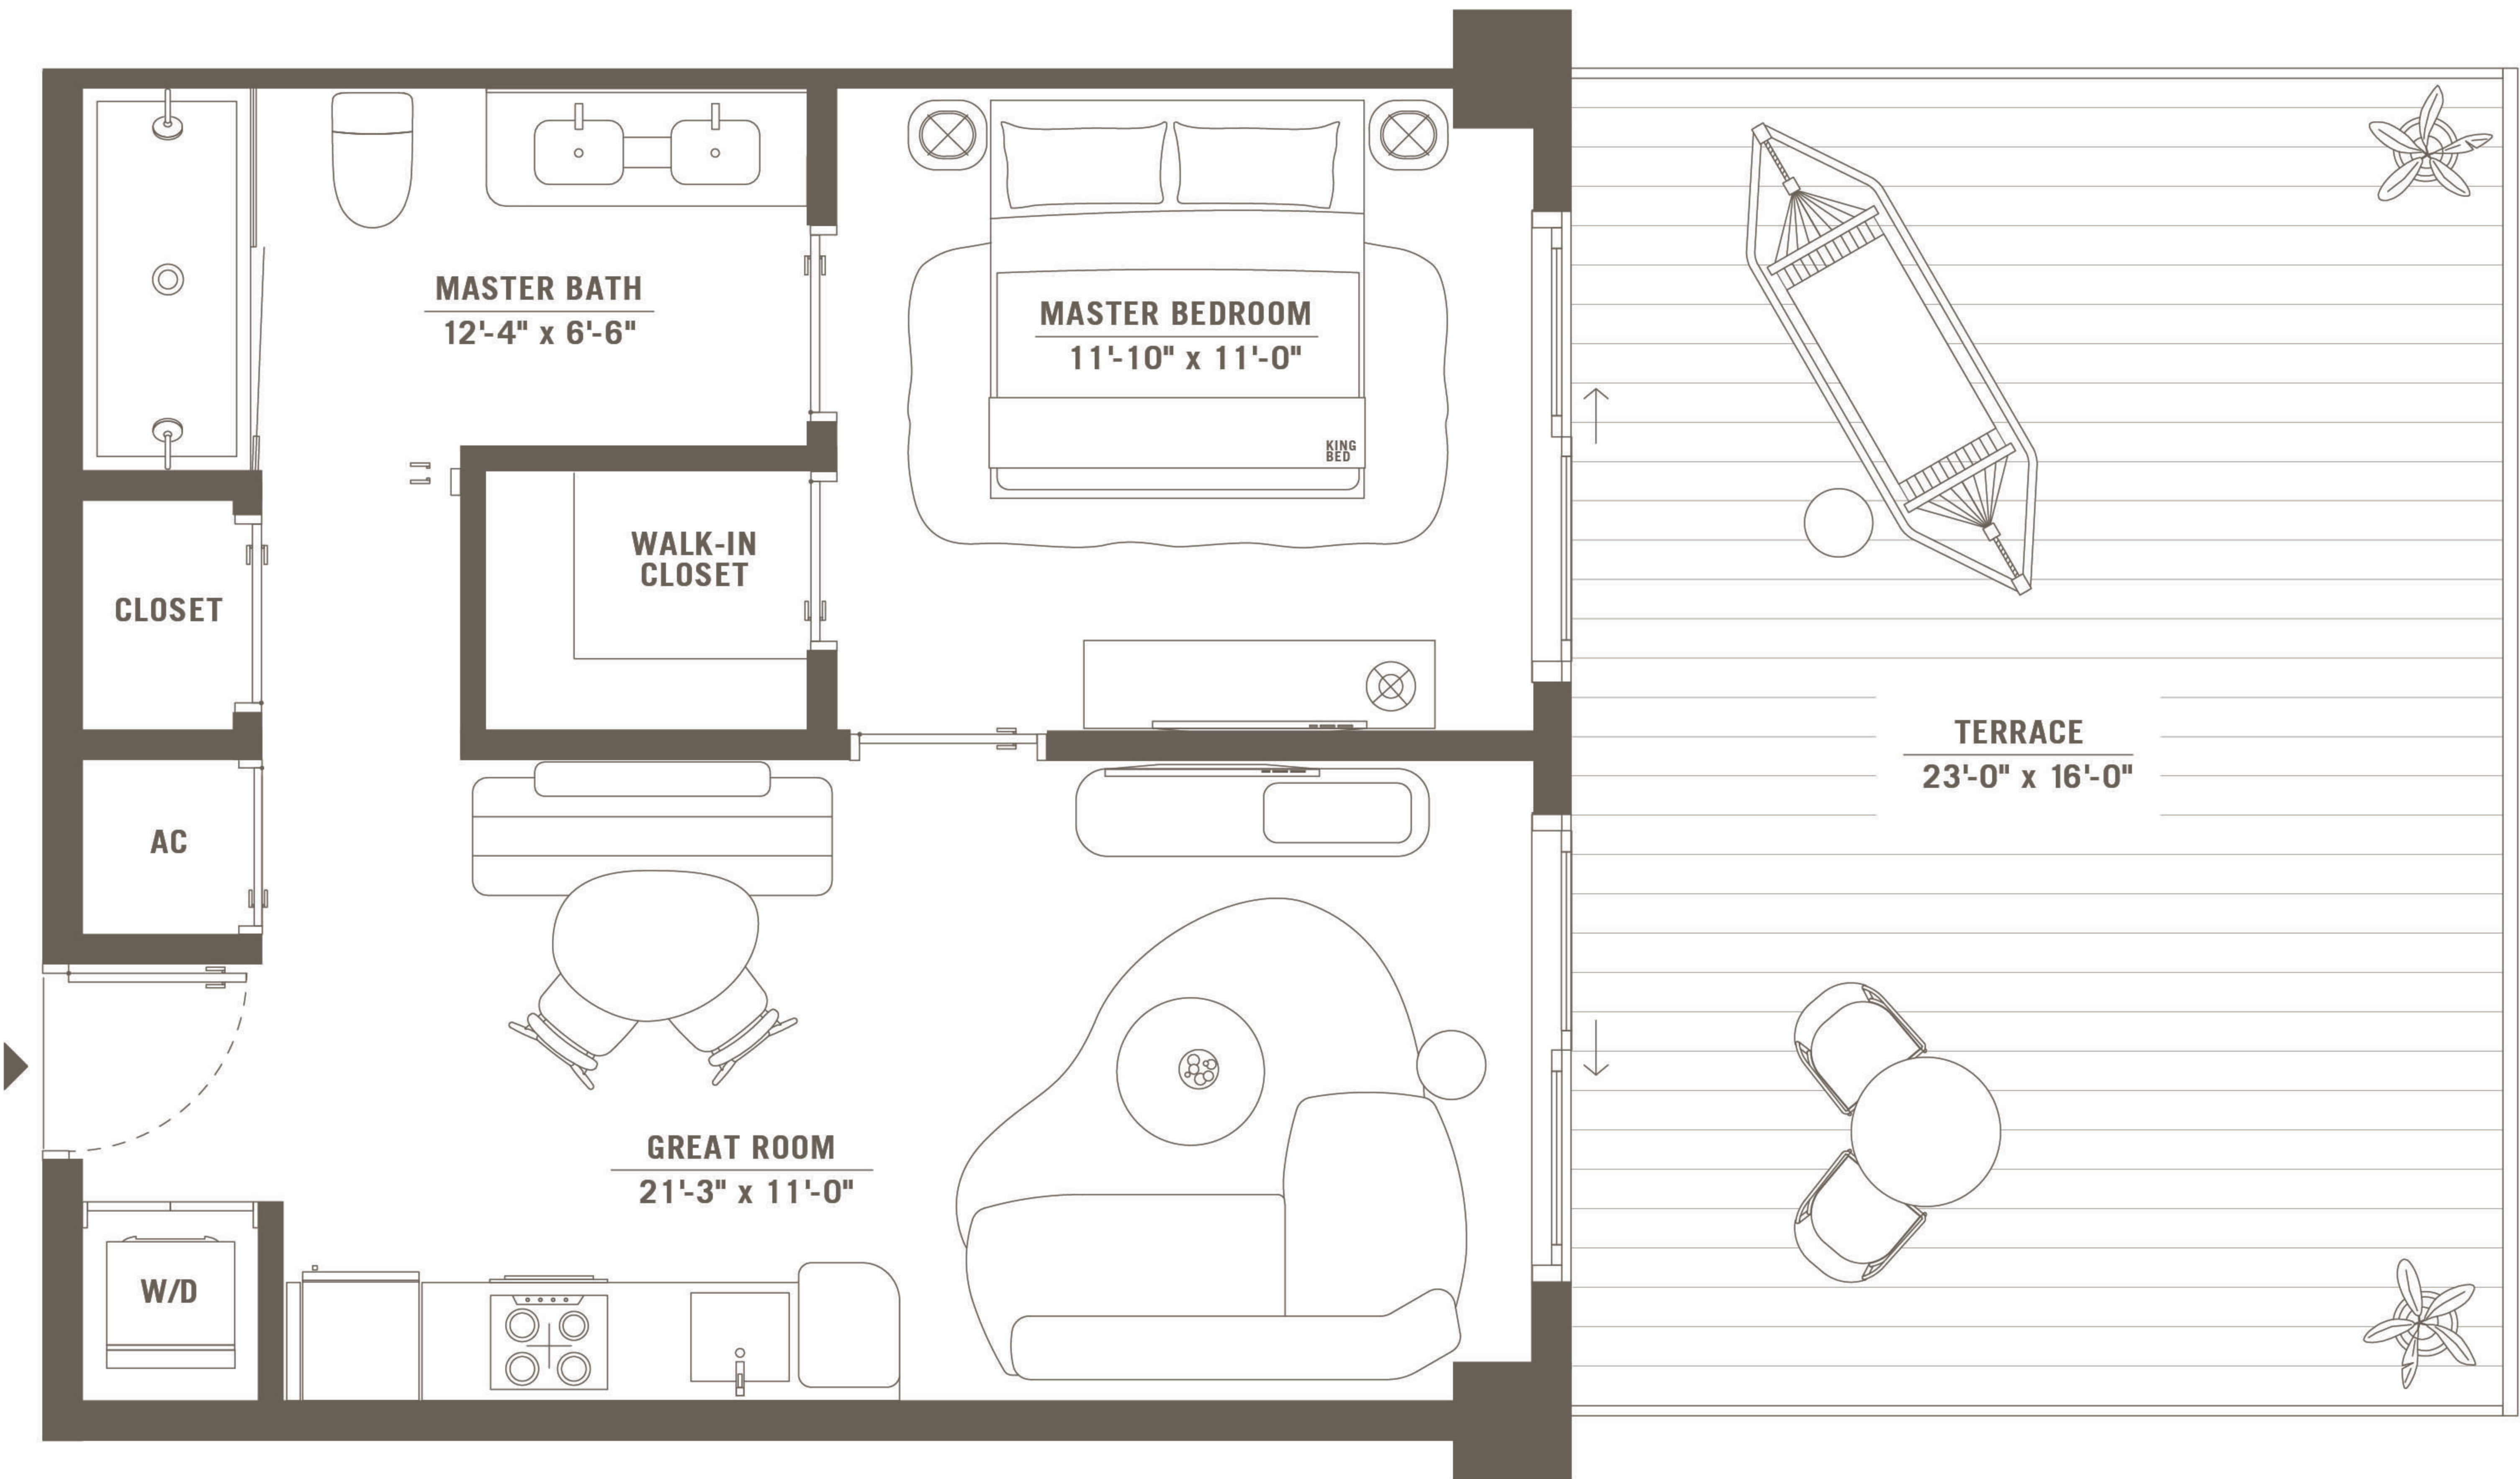 MASTER BATH
12'-4" x 6'-6"
MASTER BEDROOM
11'-10" x 11'-0"
KING
BED
WALK-IN
CLOSET
CLOSET
TERRACE
23'-0" x 16'-0"
AC
GREAT ROOM
21'-3" x 11'-0"
W/D